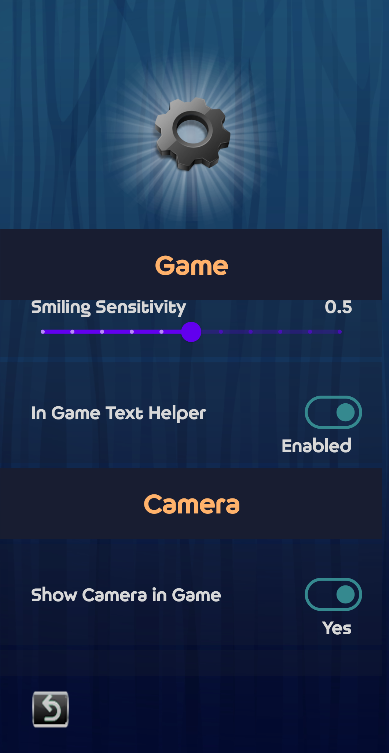 Game
Smiling Sensitivity 0.5
In Game Text Helper
Enabled
Camera
Show Camera in Game
Yes